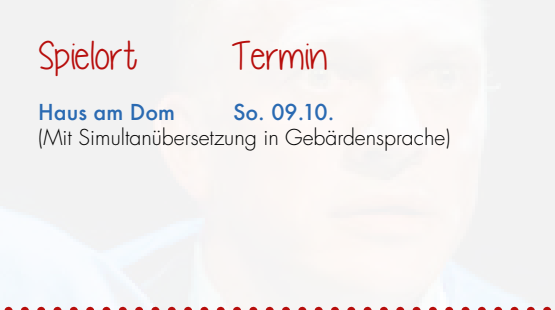 Spielort Termin
Haus am Dom So. 09.10.
(Mit Simultanübersetzung in Gebärdensprache)